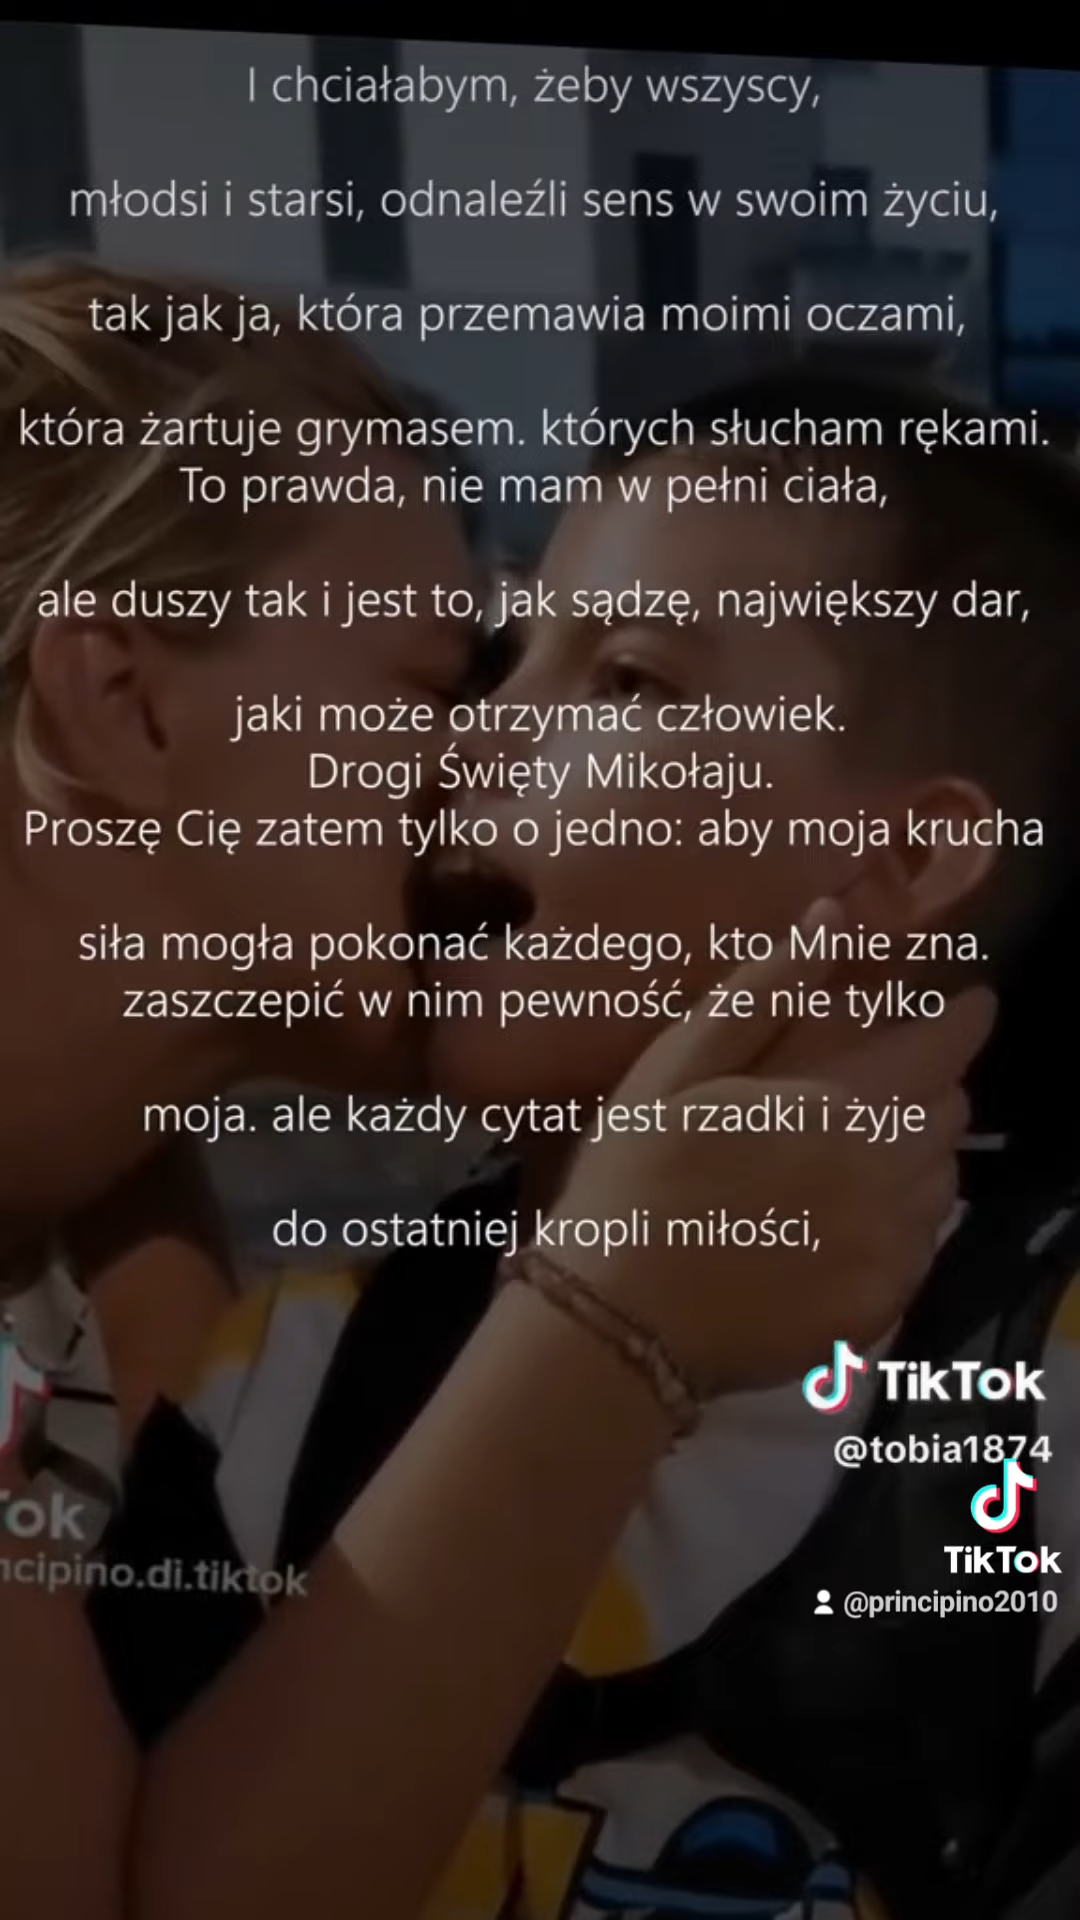 I chciałabym, żeby wszyscy,
młodsi i starsi, odnaleźli sens w swoim życiu,
tak jak ja, która przemawia moimi oczami,
która żartuje grymasem. których słucham rękami.
To prawda, nie mam w pełni ciała,
ale duszy tak i jest to, jak sądzę, największy dar,
jaki może otrzymać człowiek.
Drogi Święty Mikołaju.
Proszę Cię zatem tylko o jedno: aby moja krucha
siła mogła pokonać każdego, kto Mnie zna.
zaszczepić w nim pewność, że nie tylko
moja. ale każdy cytat jest rzadki i żyje
do ostatniej kropli miłości,
TikTok
@tobia1874
TikTok
@principino2010
Tok
ncipino.di.tiktok